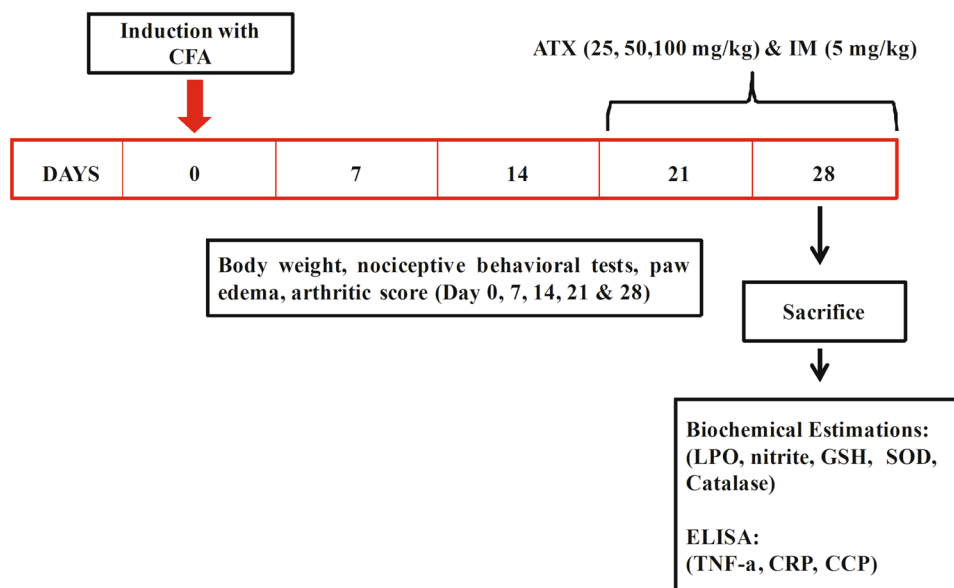 Induction with
CFA
ATX (25, 50,100 mg/kg) & IM (5 mg/kg)
DAYS 0 7 14 21 28
Body weight, nociceptive behavioral tests, paw
edema, arthritic score (Day 0, 7, 14, 21 & 28)
Sacrifice
Biochemical Estimations:
(LPO, nitrite, GSH, SOD,
Catalase)
ELISA:
(TNF-a, CRP, CCP)